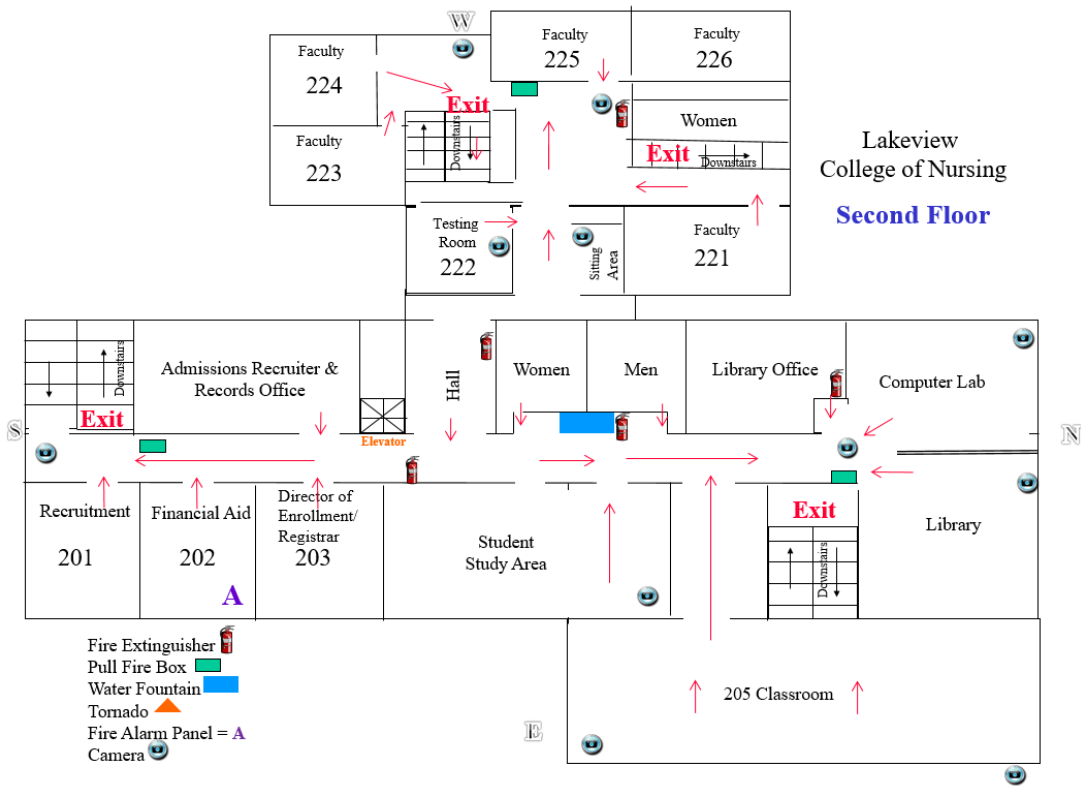 W
Faculty
224
Faculty
225
Faculty
226
Exit
Downstairs
Women
Exit
Downstairs
Lakeview
College of Nursing
Second Floor
Faculty
223
Testing
Room
222
Sitting
Area
Faculty
221
Downstairs
Exit
Admissions Recruiter &
Records Office
Elevator
Hall
Women
Men
Library Office
Computer Lab
S
N
Recruitment
201
Financial Aid
202
A
Director of
Enrollment/
Registrar
203
Student
Study Area
Exit
Downstairs
Library
Fire Extinguisher
Pull Fire Box
Water Fountain
Tornado
Fire Alarm Panel = A
Camera
E
205 Classroom